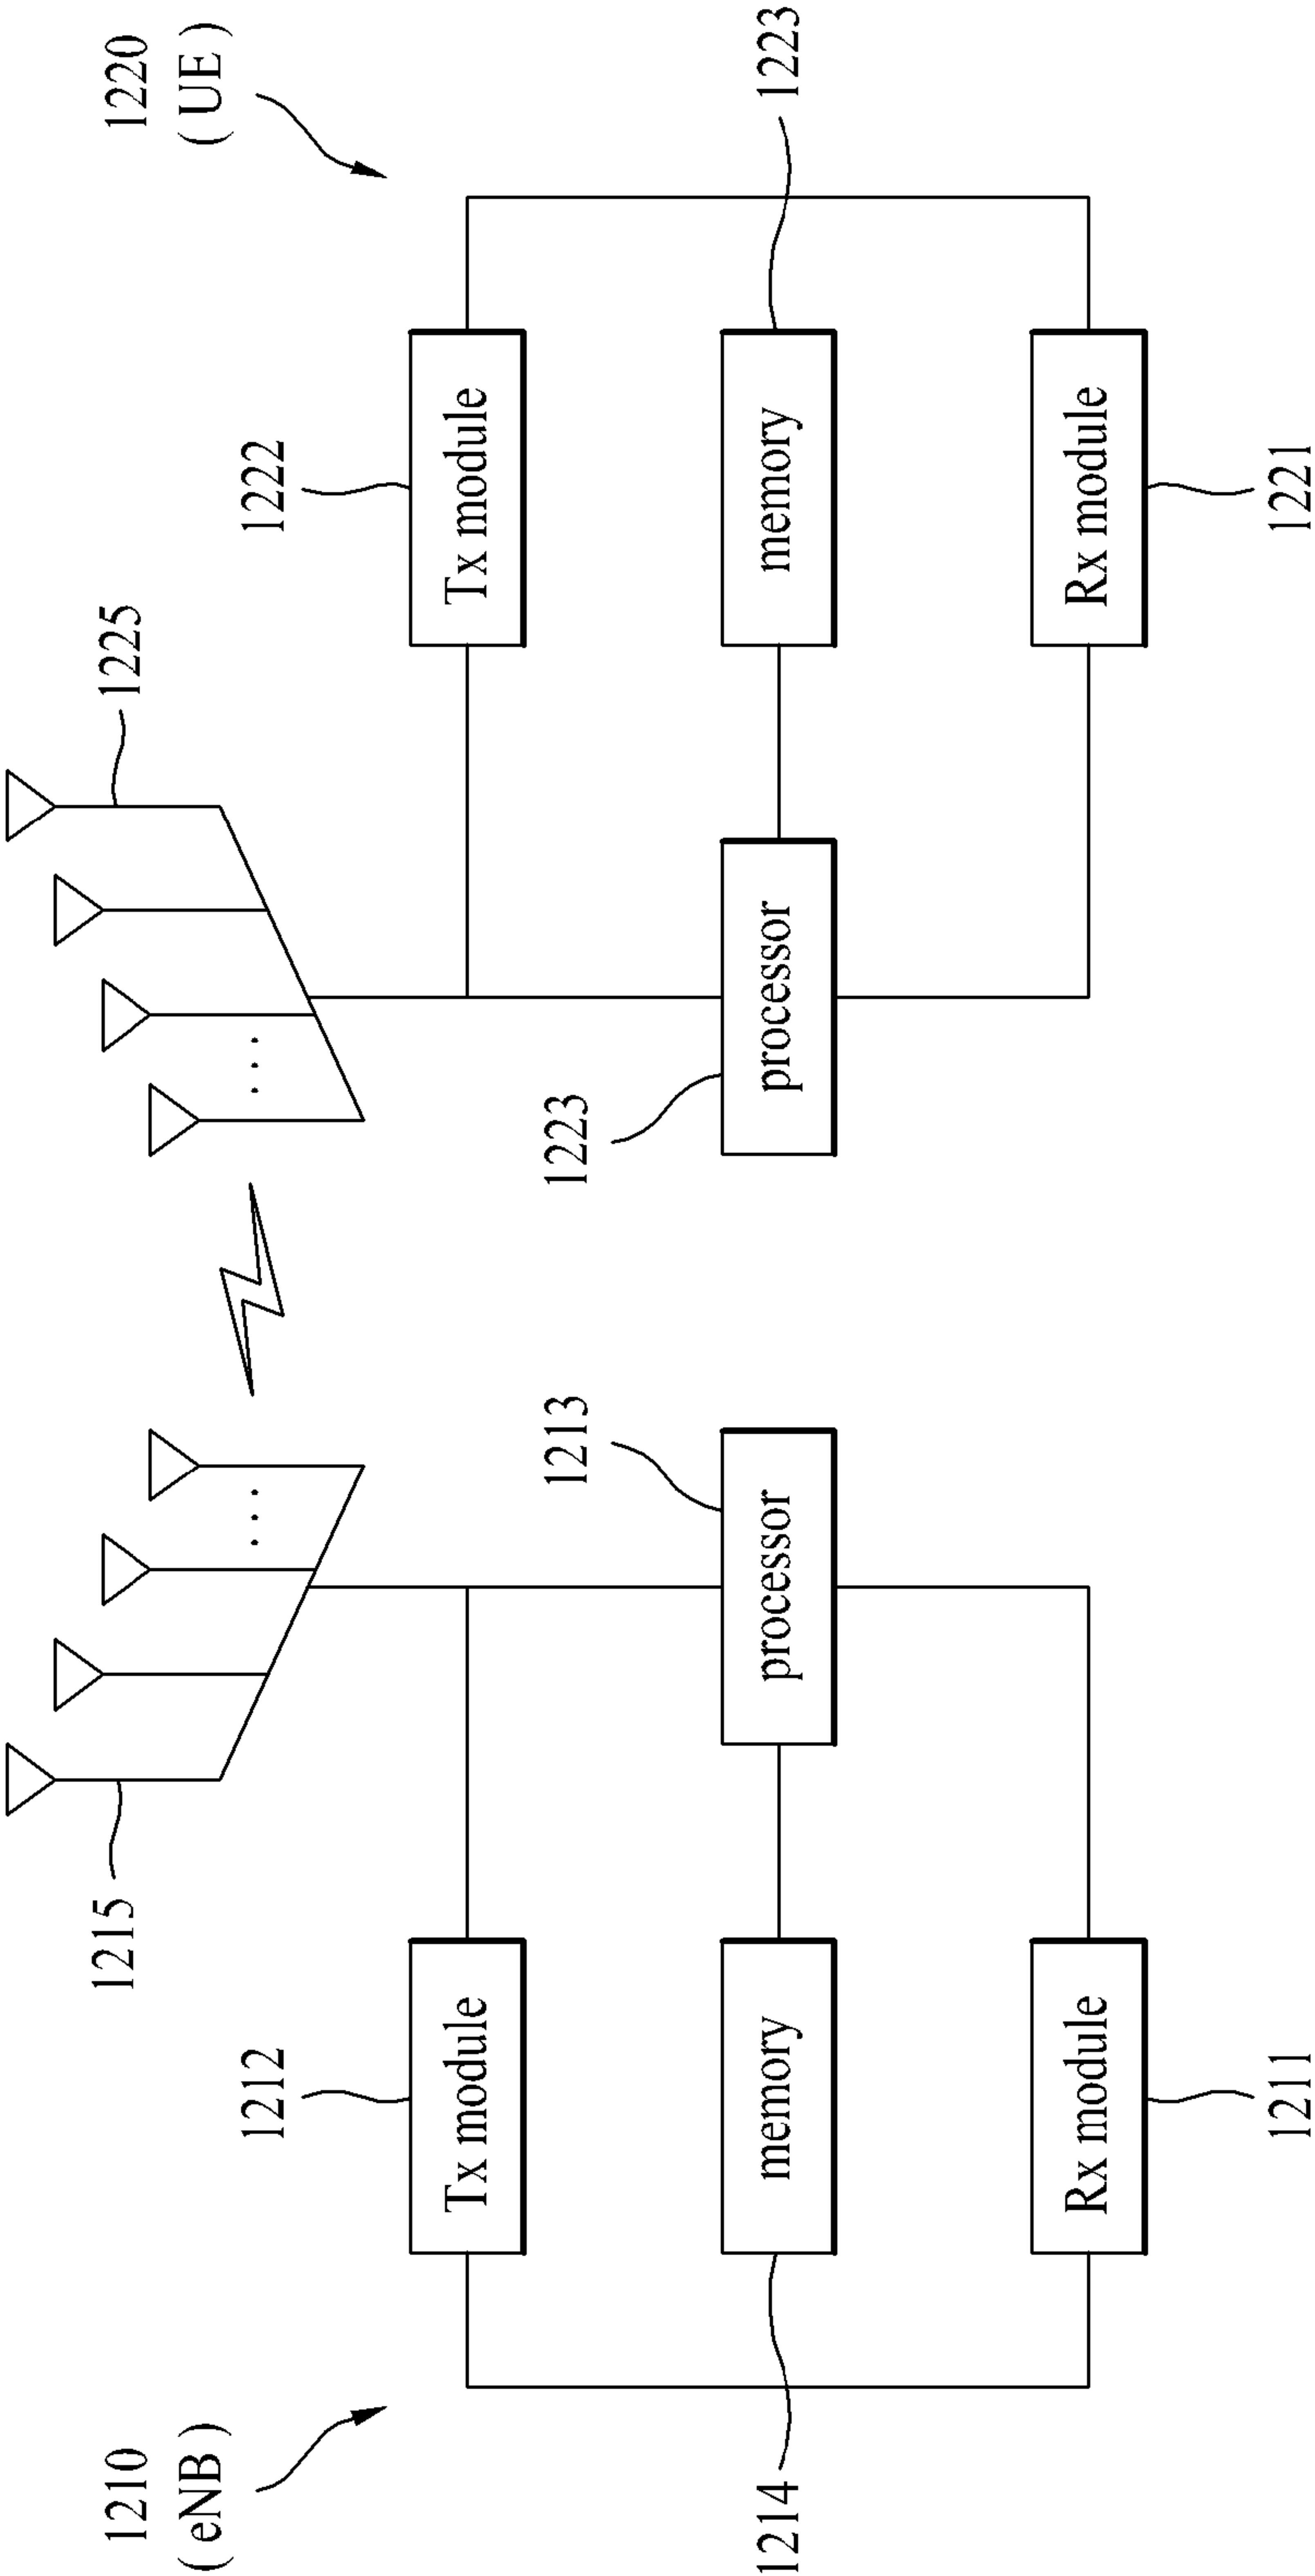 1210
( eNB )
1215
1212
Tx module
1214
memory
1213
processor
1211
Rx module
1220
( UE )
1225
1222
Tx module
1223
processor
memory
1223
1221
Rx module